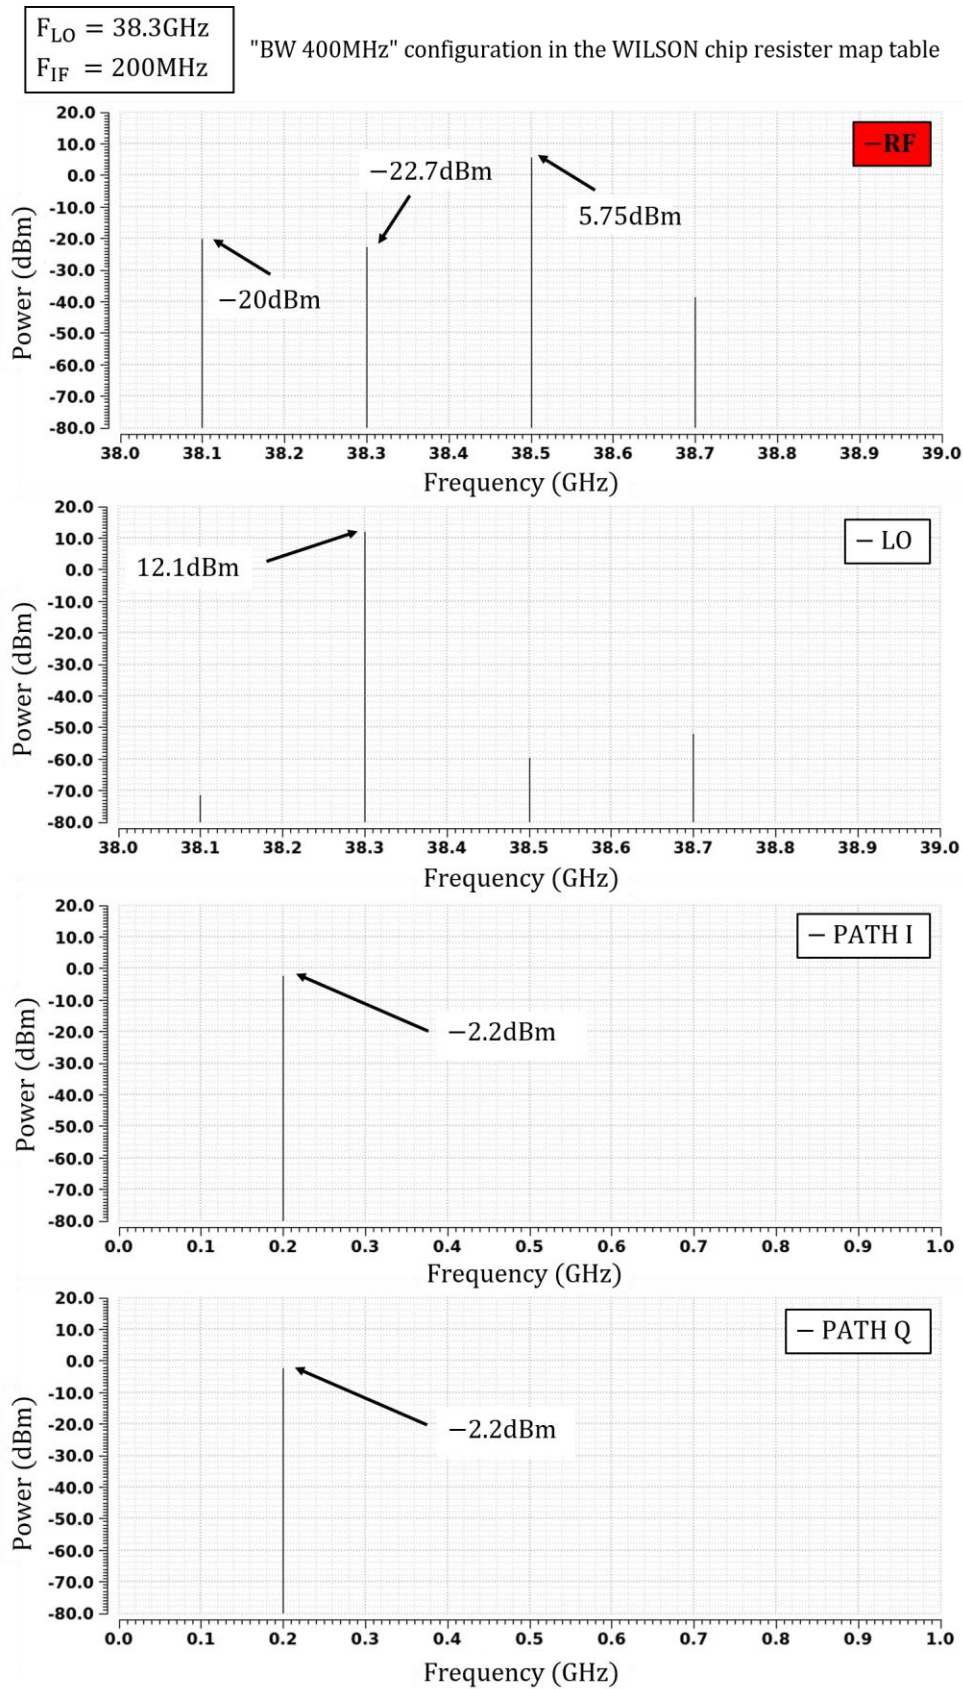 F_LO = 38.3GHz
F_IF = 200MHz
"BW 400MHz" configuration in the WILSON chip resister map table
20.0
10.0
0.0
-10.0
-20.0
-30.0
-40.0
-50.0
-60.0
-70.0
-80.0
Power (dBm)
−RF
−22.7dBm
5.75dBm
−20dBm
38.0 38.1 38.2 38.3 38.4 38.5 38.6 38.7 38.8 38.9 39.0
Frequency (GHz)
20.0
10.0
0.0
-10.0
-20.0
-30.0
-40.0
-50.0
-60.0
-70.0
-80.0
Power (dBm)
− LO
12.1dBm
38.0 38.1 38.2 38.3 38.4 38.5 38.6 38.7 38.8 38.9 39.0
Frequency (GHz)
20.0
10.0
0.0
-10.0
-20.0
-30.0
-40.0
-50.0
-60.0
-70.0
-80.0
Power (dBm)
− PATH I
−2.2dBm
0.0 0.1 0.2 0.3 0.4 0.5 0.6 0.7 0.8 0.9 1.0
Frequency (GHz)
20.0
10.0
0.0
-10.0
-20.0
-30.0
-40.0
-50.0
-60.0
-70.0
-80.0
Power (dBm)
− PATH Q
−2.2dBm
0.0 0.1 0.2 0.3 0.4 0.5 0.6 0.7 0.8 0.9 1.0
Frequency (GHz)